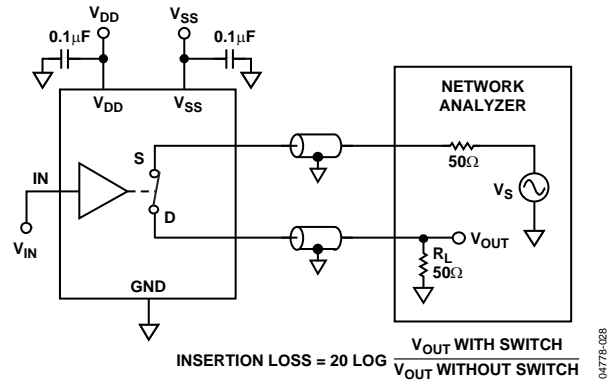 V_DD
V_SS
0.1µF
0.1µF
V_DD
V_SS
NETWORK
ANALYZER
S
50Ω
IN
V_S
D
V_OUT
V_IN
R_L
50Ω
GND
INSERTION LOSS = 20 LOG V_OUT WITH SWITCH
V_OUT WITHOUT SWITCH
04778-028